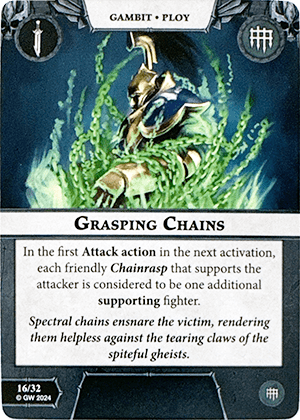 GAMBIT • PLOY
GRASPING CHAINS
In the first Attack action in the next activation,
each friendly Chainrasp that supports the
attacker is considered to be one additional
supporting fighter.
Spectral chains ensnare the victim, rendering
them helpless against the tearing claws of the
spiteful gheists.
16/32
© GW 2024